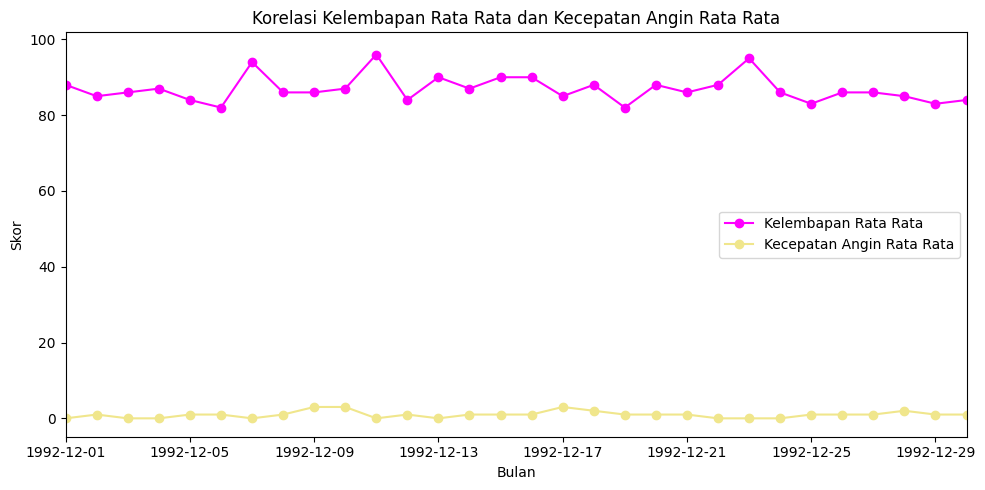 Korelasi Kelembapan Rata Rata dan Kecepatan Angin Rata Rata
100
80
60
40
20
0
Skor
Kelembapan Rata Rata
Kecepatan Angin Rata Rata
1992-12-01 1992-12-05 1992-12-09 1992-12-13 1992-12-17 1992-12-21 1992-12-25 1992-12-29
Bulan